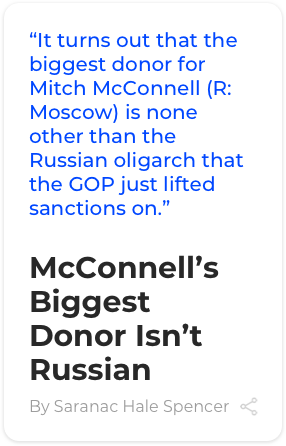 “It turns out that the
biggest donor for
Mitch McConnell (R:
Moscow) is none
other than the
Russian oligarch that
the GOP just lifted
sanctions on.”
McConnell’s
Biggest
Donor Isn’t
Russian
By Saranac Hale Spencer